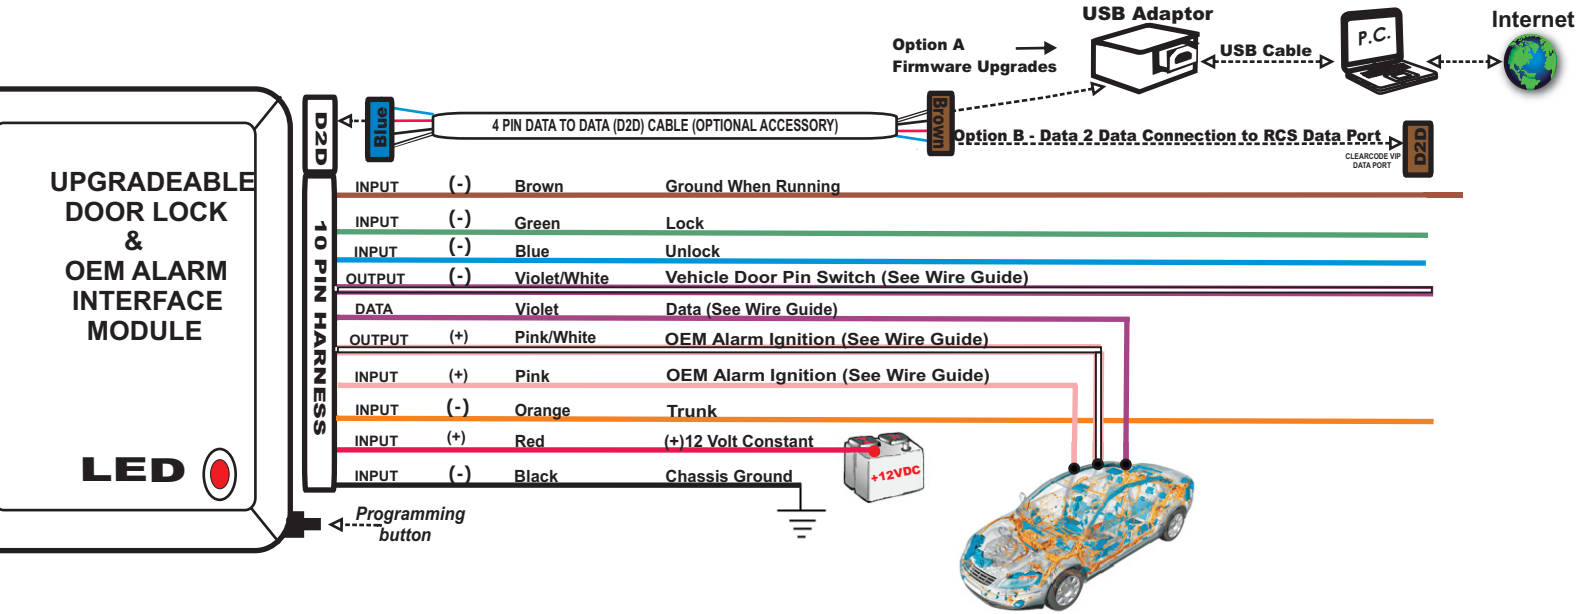 USB Adaptor
Internet
Option A
Firmware Upgrades
USB Cable
P.C.
D2D
Blue
4 PIN DATA TO DATA (D2D) CABLE (OPTIONAL ACCESSORY)
Brown
Option B - Data 2 Data Connection to RCS Data Port
CLEARCODE VIP
DATA PORT
D2D
UPGRADEABLE
DOOR LOCK
&
OEM ALARM
INTERFACE
MODULE
LED
10 PIN HARNESS
INPUT (-) Brown Ground When Running
INPUT (-) Green Lock
INPUT (-) Blue Unlock
OUTPUT (-) Violet/White Vehicle Door Pin Switch (See Wire Guide)
DATA Violet Data (See Wire Guide)
OUTPUT (+) Pink/White OEM Alarm Ignition (See Wire Guide)
INPUT (+) Pink OEM Alarm Ignition (See Wire Guide)
INPUT (-) Orange Trunk
INPUT (+) Red (+)12 Volt Constant
INPUT (-) Black Chassis Ground
+12VDC
Programming
button